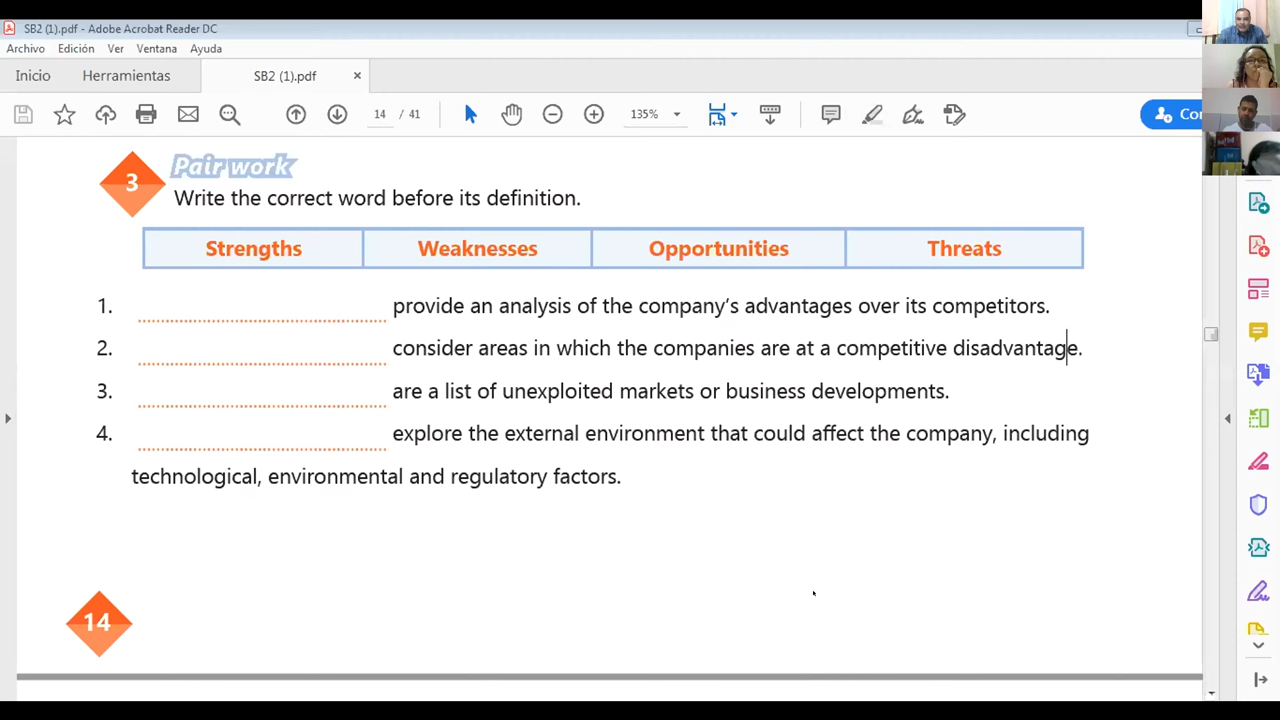 SB2 (1).pdf - Adobe Acrobat Reader DC
Archivo Edición Ver Ventana Ayuda
Inicio Herramientas SB2 (1).pdf ×
14 / 41 135%
3 Pair work
Write the correct word before its definition.
Strengths Weaknesses Opportunities Threats
1. provide an analysis of the company's advantages over its competitors.
2. consider areas in which the companies are at a competitive disadvantage.
3. are a list of unexploited markets or business developments.
4. explore the external environment that could affect the company, including
technological, environmental and regulatory factors.
14